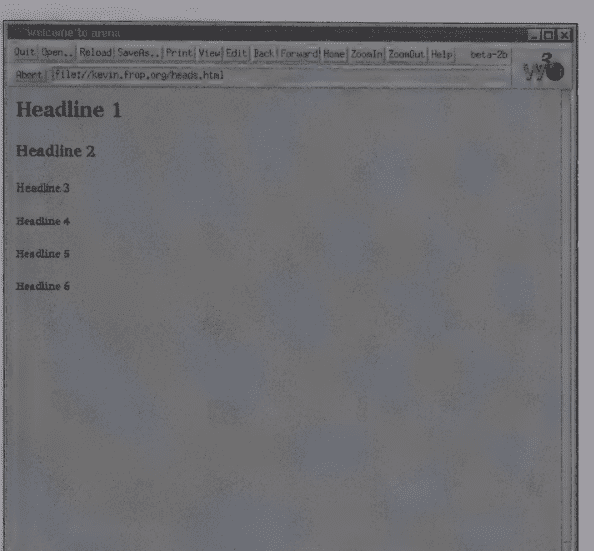 Welcome to arena
Quit Open.. Reload SaveAs.. Print View Edit Back Forward Home ZoomIn ZoomOut Help beta-2b
Abort file://kevin.frop.org/heads.html
W3
Headline 1
Headline 2
Headline 3
Headline 4
Headline 5
Headline 6